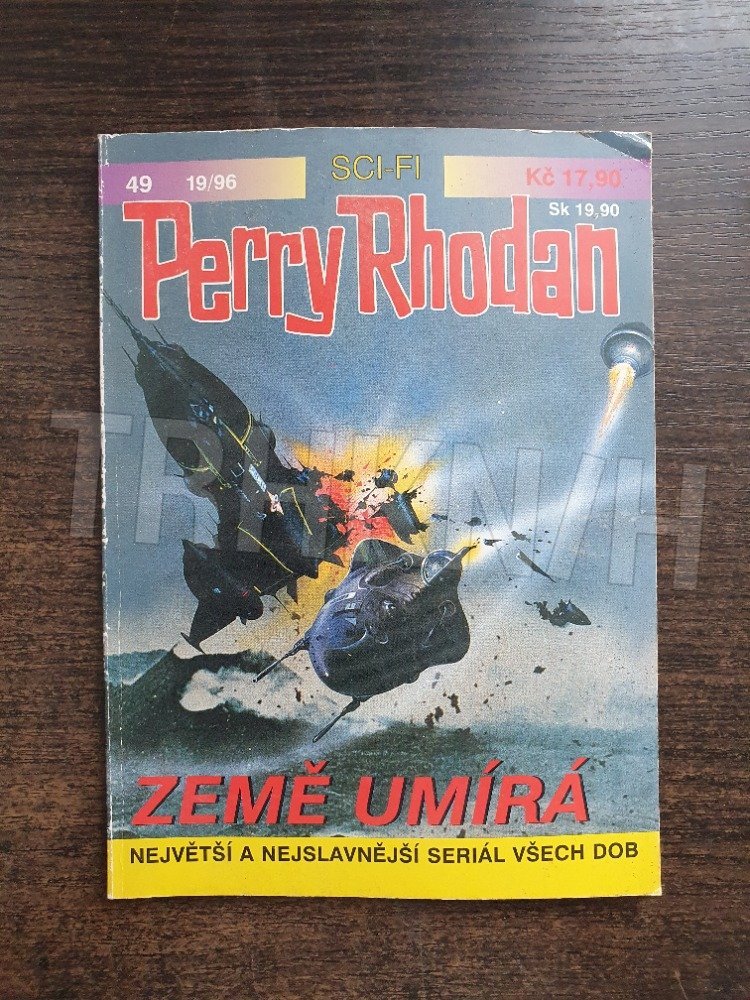 SCI-FI
49 19/96
Kč 17,90
Sk 19,90
Perry Rhodan
ZEMĚ UMÍRÁ
NEJVĚTŠÍ A NEJSLAVNĚJŠÍ SERIÁL VŠECH DOB